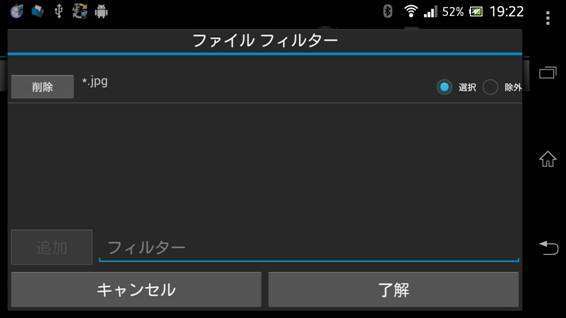 52% 19:22
ファイル フィルター
削除 *.jpg 選択 除外
追加 フィルター
キャンセル 了解